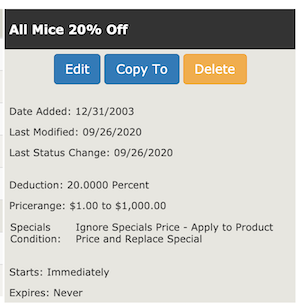 All Mice 20% Off
Edit Copy To Delete
Date Added: 12/31/2003
Last Modified: 09/26/2020
Last Status Change: 09/26/2020
Deduction: 20.0000 Percent
Pricerange: $1.00 to $1,000.00
Specials Ignore Specials Price - Apply to Product
Condition: Price and Replace Special
Starts: Immediately
Expires: Never